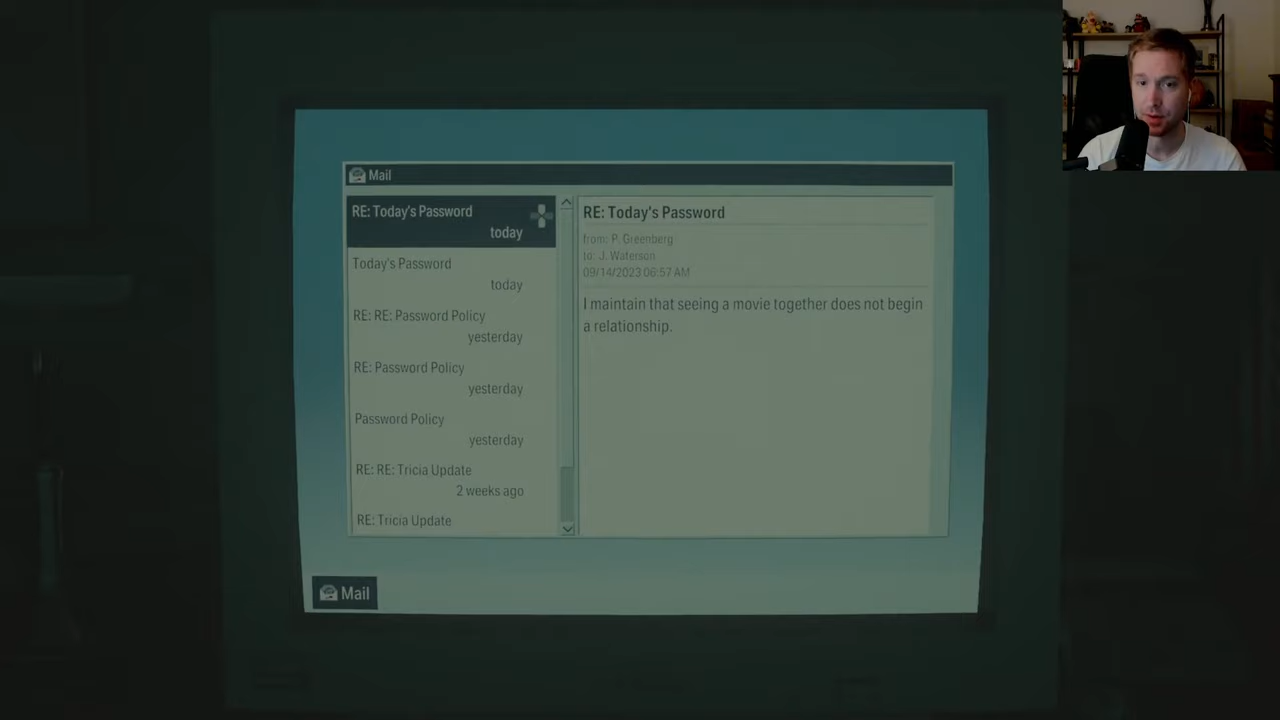 Mail
RE: Today's Password
today
Today's Password
today
RE: RE: Password Policy
yesterday
RE: Password Policy
yesterday
Password Policy
yesterday
RE: RE: Tricia Update
2 weeks ago
RE: Tricia Update
RE: Today's Password
from: P. Greenberg
to: J. Waterson
09/14/2023 06:57 AM
I maintain that seeing a movie together does not begin
a relationship.
Mail